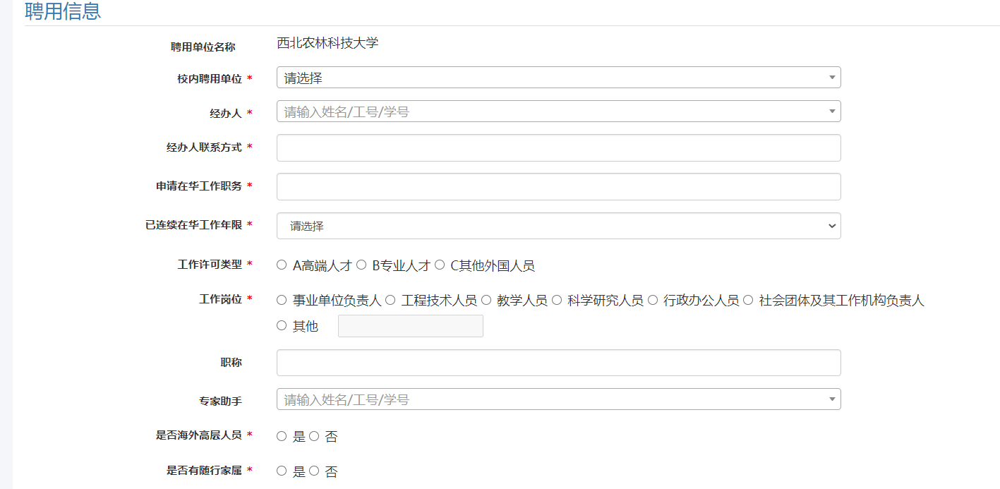 聘用信息
聘用单位名称 西北农林科技大学
校内聘用单位 * 请选择
经办人 * 请输入姓名/工号/学号
经办人联系方式 *
申请在华工作职务 *
已连续在华工作年限 * 请选择
工作许可类型 * A高端人才 B专业人才 C其他外国人员
工作岗位 * 事业单位负责人 工程技术人员 教学人员 科学研究人员 行政办公人员 社会团体及其工作机构负责人
其他
职称
专家助手 请输入姓名/工号/学号
是否海外高层人员 * 是 否
是否有随行家属 * 是 否